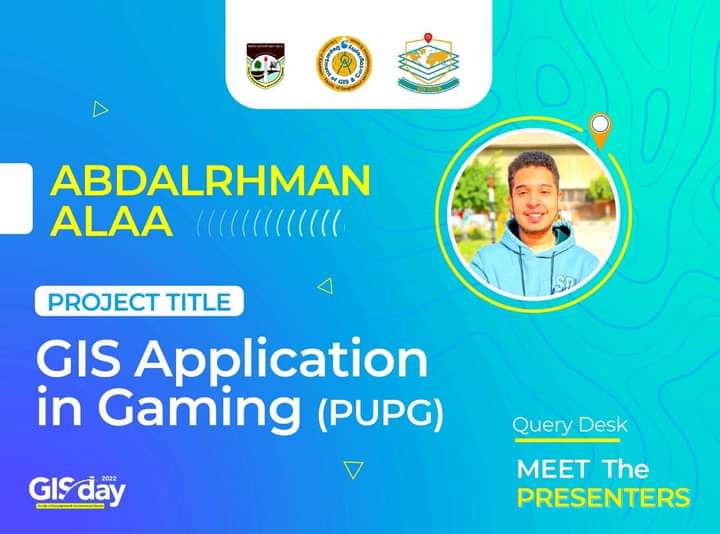 ABDALRHMAN
ALAA
PROJECT TITLE
GIS Application
in Gaming (PUPG)
Query Desk
MEET The
PRESENTERS
2022
GIS day